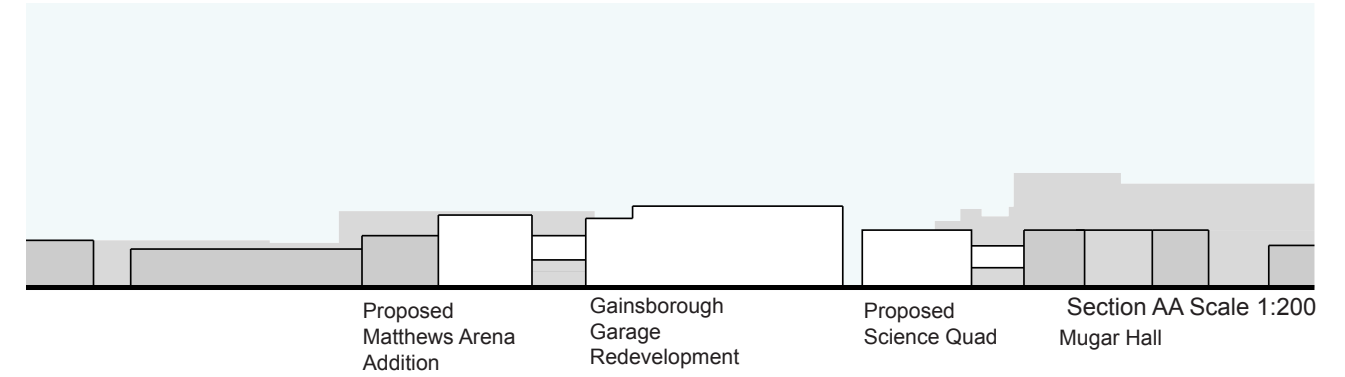 Proposed
Matthews Arena
Addition
Gainsborough
Garage
Redevelopment
Proposed
Science Quad
Section AA Scale 1:200
Mugar Hall